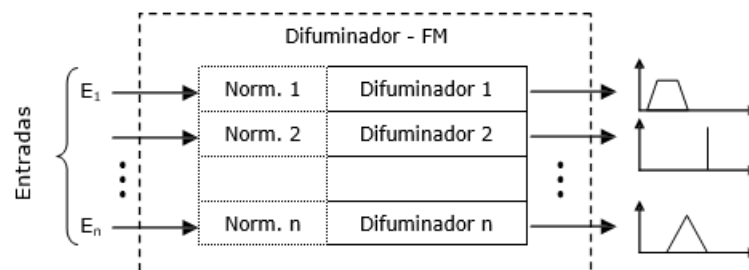 Difuminador - FM
Entradas
E1
Norm. 1
Difuminador 1
Norm. 2
Difuminador 2
En
Norm. n
Difuminador n